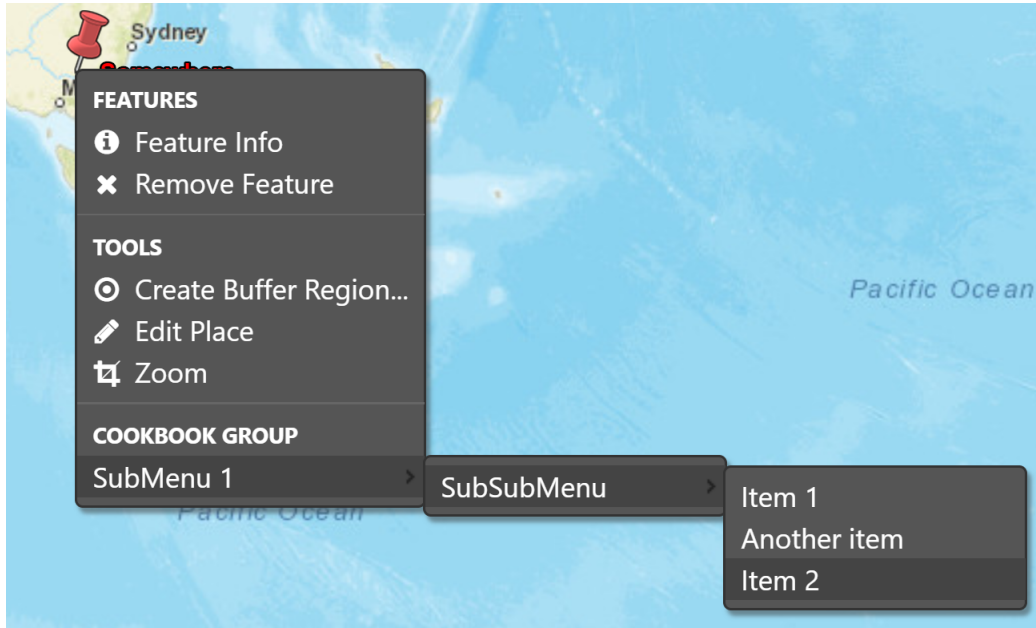 Sydney
M
FEATURES
Feature Info
Remove Feature
TOOLS
Create Buffer Region...
Edit Place
Zoom
Pacific Ocean
COOKBOOK GROUP
SubMenu 1
SubSubMenu
Item 1
Another item
Item 2
Pacific Ocean